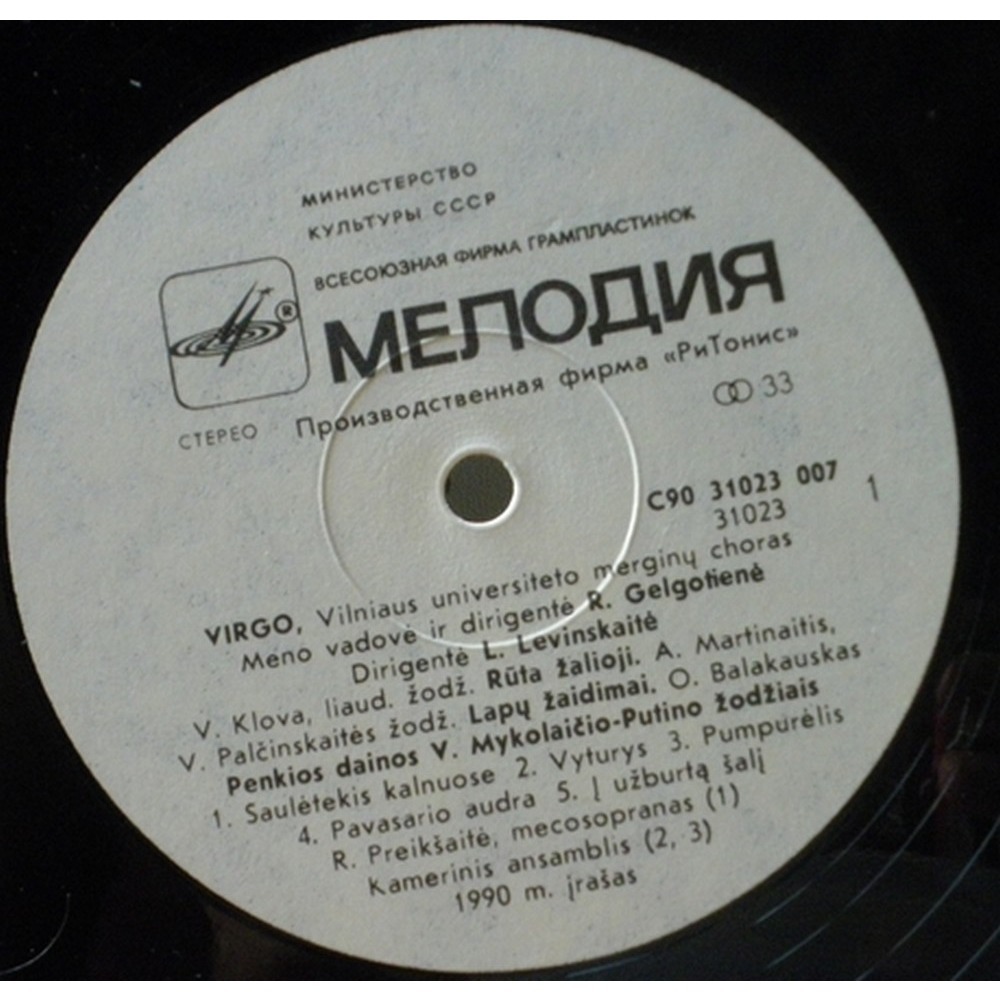 МИНИСТЕРСТВО
КУЛЬТУРЫ СССР
ВСЕСОЮЗНАЯ ФИРМА ГРАМПЛАСТИНОК
®
МЕЛОДИЯ
СТЕРЕО Производственная фирма «РиТонис»
33
С90 31023 007 1
31023
VIRGO, Vilniaus universiteto merginų choras
Meno vadovė ir dirigentė R. Gelgotienė
Dirigentė L. Levinskaitė
V. Klova, liaud. žodž. Rūta žalioji. A. Martinaitis,
V. Palčinskaitės žodž. Lapų žaidimai. O. Balakauskas
Penkios dainos V. Mykolaičio-Putino žodžiais
1. Saulėtekis kalnuose 2. Vyturys 3. Pumpurėlis
4. Pavasario audra 5. Į užburtą šalį
R. Preikšaitė, mecosopranas (1)
Kamerinis ansamblis (2, 3)
1990 m. įrašas